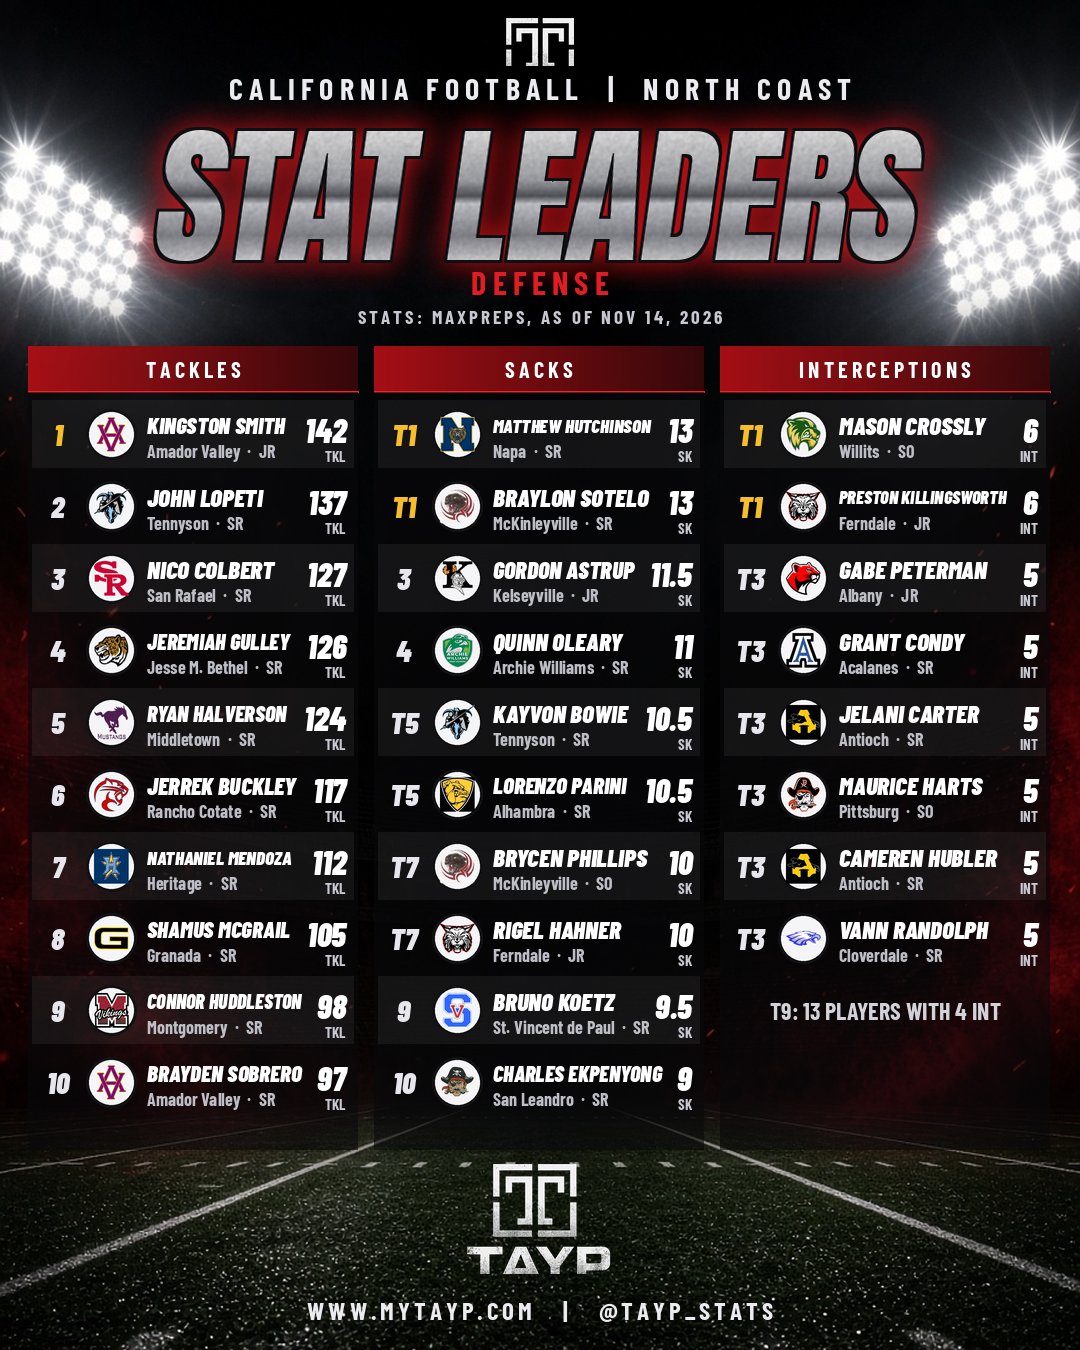 CALIFORNIA FOOTBALL | NORTH COAST
STAT LEADERS
DEFENSE
STATS: MAXPREPS, AS OF NOV 14, 2026
TACKLES
1 KINGSTON SMITH 142
Amador Valley · JR TKL
2 JOHN LOPETI 137
Tennyson · SR TKL
3 SR NICO COLBERT 127
San Rafael · SR TKL
4 JEREMIAH GULLEY 126
Jesse M. Bethel · SR TKL
5 RYAN HALVERSON 124
MUSTANGS Middletown · SR TKL
6 JERREK BUCKLEY 117
Rancho Cotate · SR TKL
7 NATHANIEL MENDOZA 112
Heritage · SR TKL
8 G SHAMUS MCGRAIL 105
Granada · SR TKL
9 M Vikings CONNOR HUDDLESTON 98
Montgomery · SR TKL
10 BRAYDEN SOBRERO 97
Amador Valley · SR TKL
SACKS
T1 N MATTHEW HUTCHINSON 13
Napa · SR SK
T1 BRAYLON SOTELO 13
McKinleyville · SR SK
3 K GORDON ASTRUP 11.5
Kelseyville · JR SK
4 ARCHIE WILLIAMS QUINN OLEARY 11
Archie Williams · SR SK
T5 KAYVON BOWIE 10.5
Tennyson · SR SK
T5 LORENZO PARINI 10.5
Alhambra · SR SK
T7 BRYCEN PHILLIPS 10
McKinleyville · SO SK
T7 RIGEL HAHNER 10
Ferndale · JR SK
9 SV BRUNO KOETZ 9.5
St. Vincent de Paul · SR SK
10 CHARLES EKPENYONG 9
San Leandro · SR SK
INTERCEPTIONS
T1 MASON CROSSLY 6
Willits · SO INT
T1 PRESTON KILLINGSWORTH 6
Ferndale · JR INT
T3 GABE PETERMAN 5
Albany · JR INT
T3 A GRANT CONDY 5
Acalanes · SR INT
T3 A JELANI CARTER 5
Antioch · SR INT
T3 MAURICE HARTS 5
Pittsburg · SO INT
T3 A CAMEREN HUBLER 5
Antioch · SR INT
T3 VANN RANDOLPH 5
Cloverdale · SR INT
T9: 13 PLAYERS WITH 4 INT
TAYP
WWW.MYTAYP.COM | @TAYP_STATS